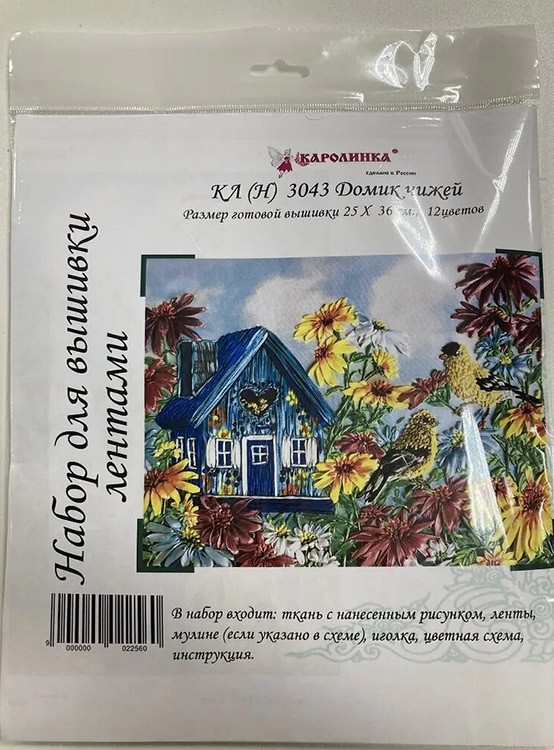 КАРОЛИНКА®
сделано в России
КЛ (Н) 3043 Домик чижей
Размер готовой вышивки 25 X 36 см., 12цветов
Набор для вышивки
лентами
В набор входит: ткань с нанесенным рисунком, ленты,
мулине (если указано в схеме), иголка, цветная схема,
инструкция.
9 000000 022560